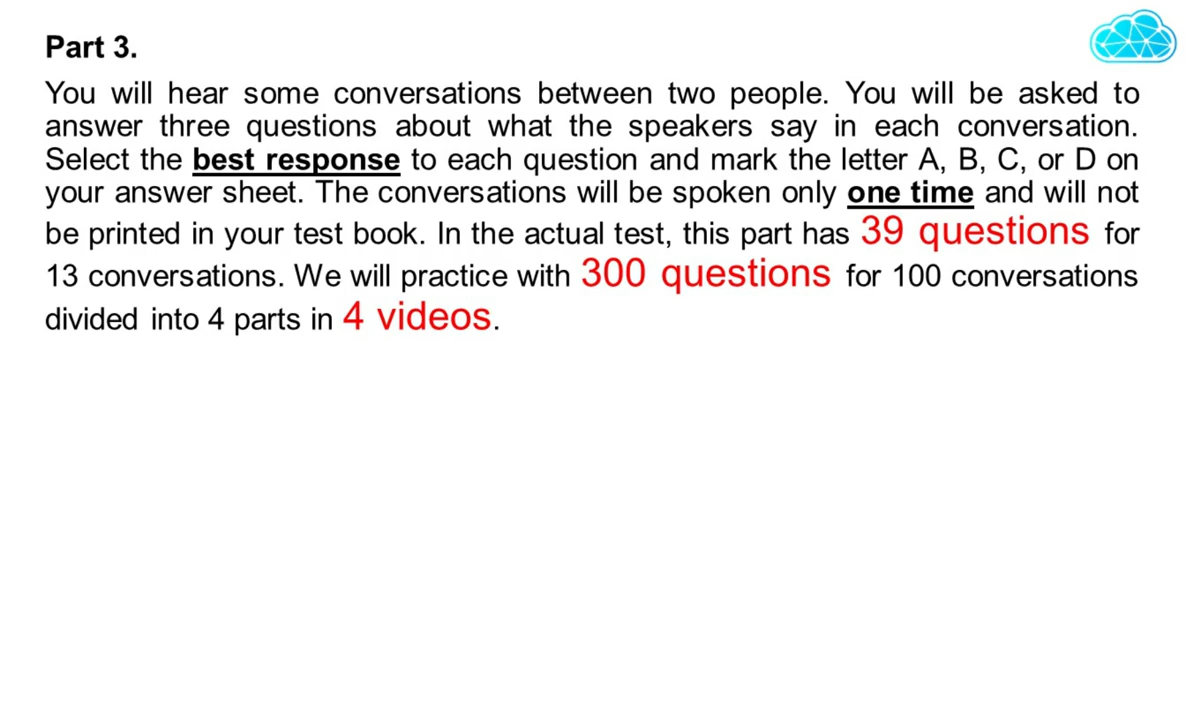 Part 3.
You will hear some conversations between two people. You will be asked to
answer three questions about what the speakers say in each conversation.
Select the best response to each question and mark the letter A, B, C, or D on
your answer sheet. The conversations will be spoken only one time and will not
be printed in your test book. In the actual test, this part has 39 questions for
13 conversations. We will practice with 300 questions for 100 conversations
divided into 4 parts in 4 videos.